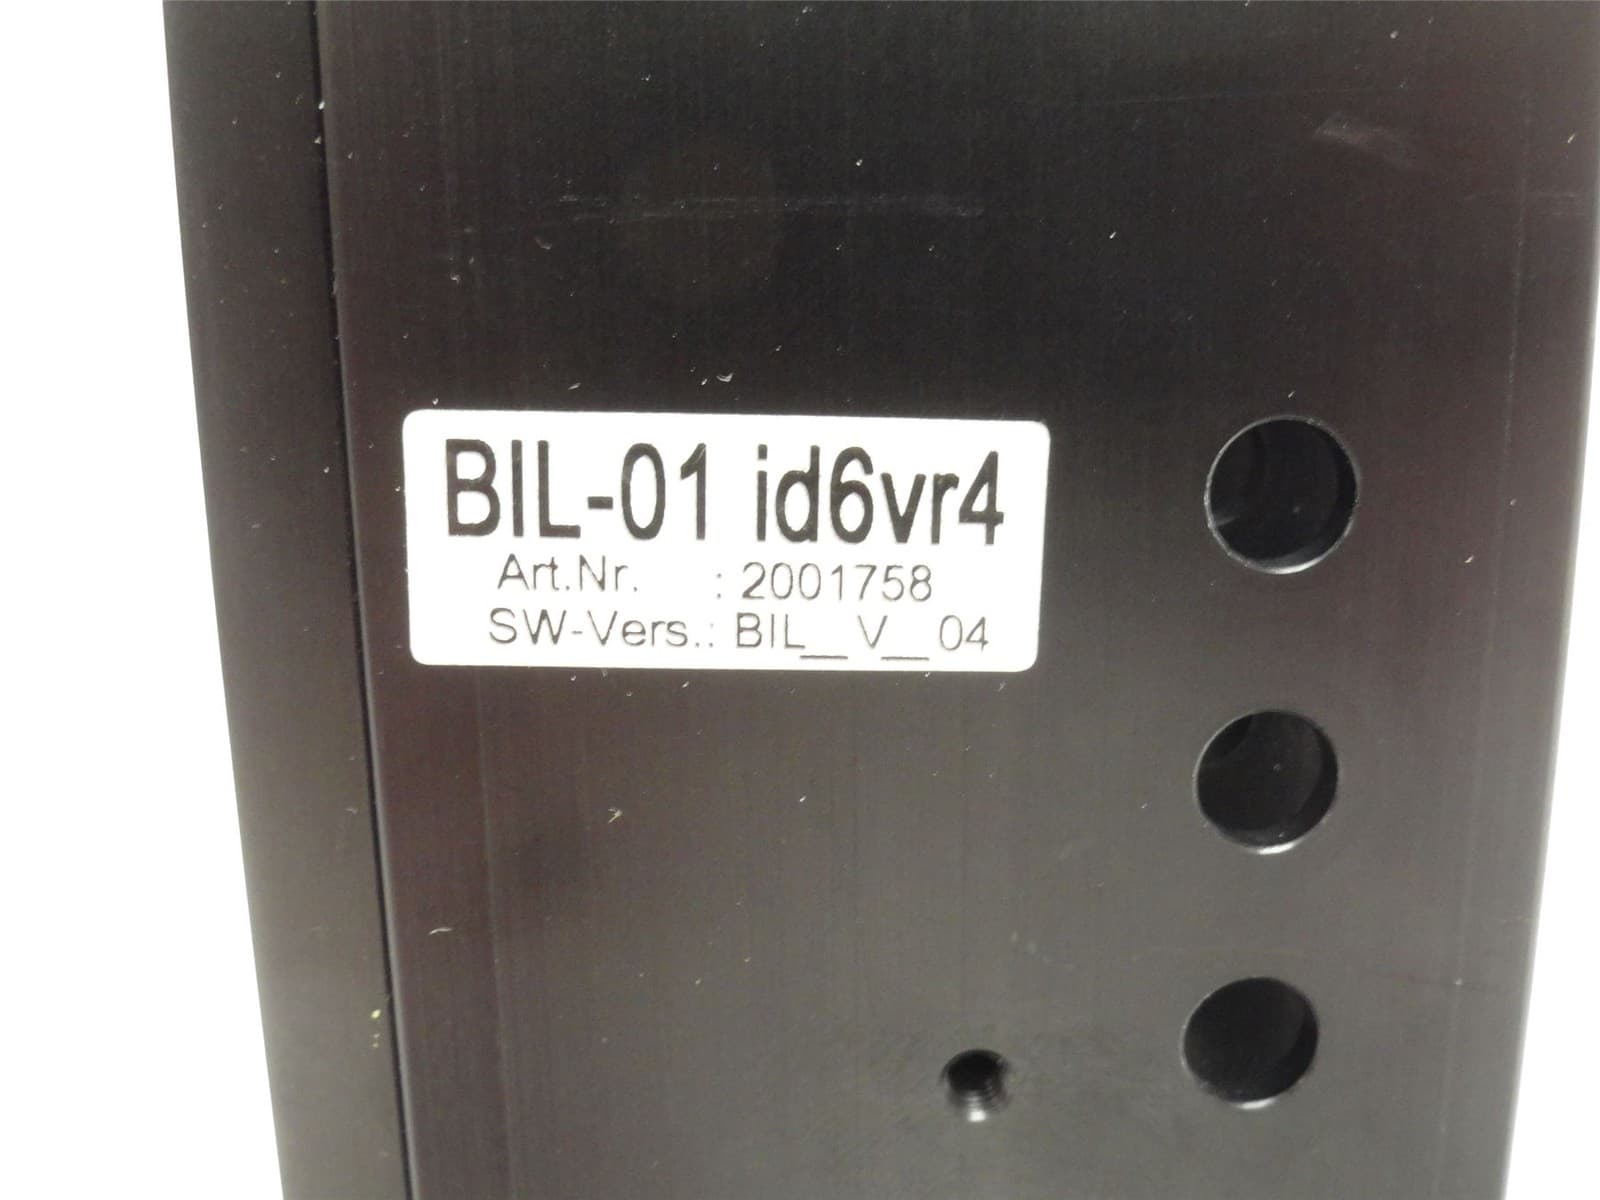 BIL-01 id6vr4
Art.Nr. : 2001758
SW-Vers.: BIL__V__04